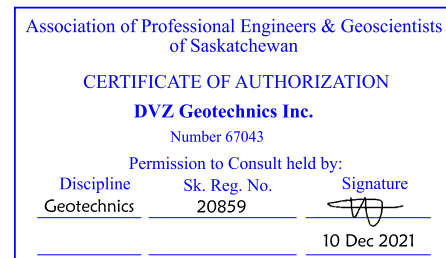 Association of Professional Engineers & Geoscientists
of Saskatchewan
CERTIFICATE OF AUTHORIZATION
DVZ Geotechnics Inc.
Number 67043
Permission to Consult held by:
Discipline Sk. Reg. No. Signature
Geotechnics 20859
10 Dec 2021